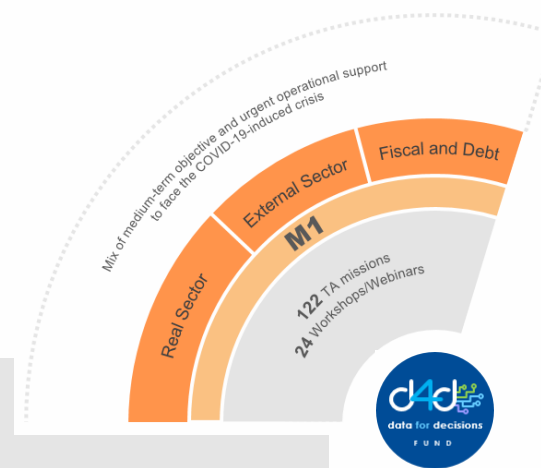 Mix of medium-term objective and urgent operational support
to face the COVID-19-induced crisis
Real Sector
External Sector
Fiscal and Debt
M1
122 TA missions
24 Workshops/Webinars
d4d
data for decisions
FUND